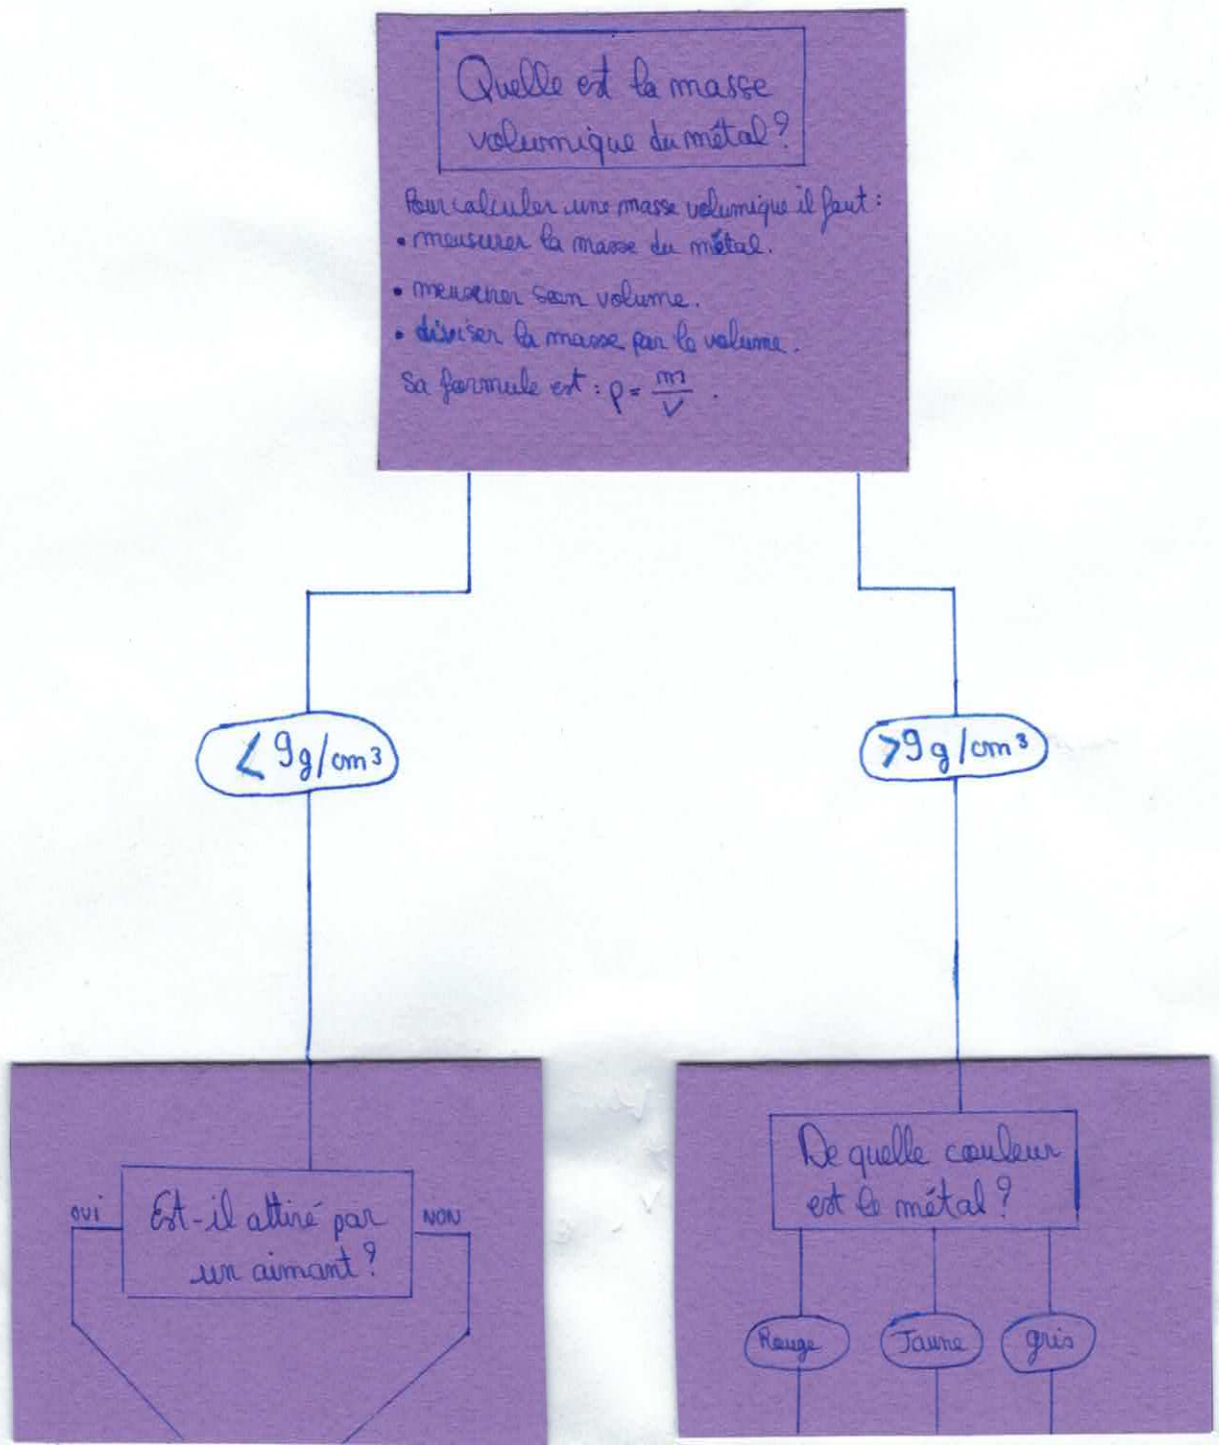 Quelle est la masse
volumique du métal?
Pour calculer une masse volumique il faut:
• mesurer la masse du métal.
• mesurer son volume.
• diviser la masse par le volume.
Sa formule est: ρ = m/V.
< 9g/cm³
>9g/cm³
OUI
Est-il attiré par
un aimant?
NON
De quelle couleur
est le métal?
Rouge
Jaune
gris